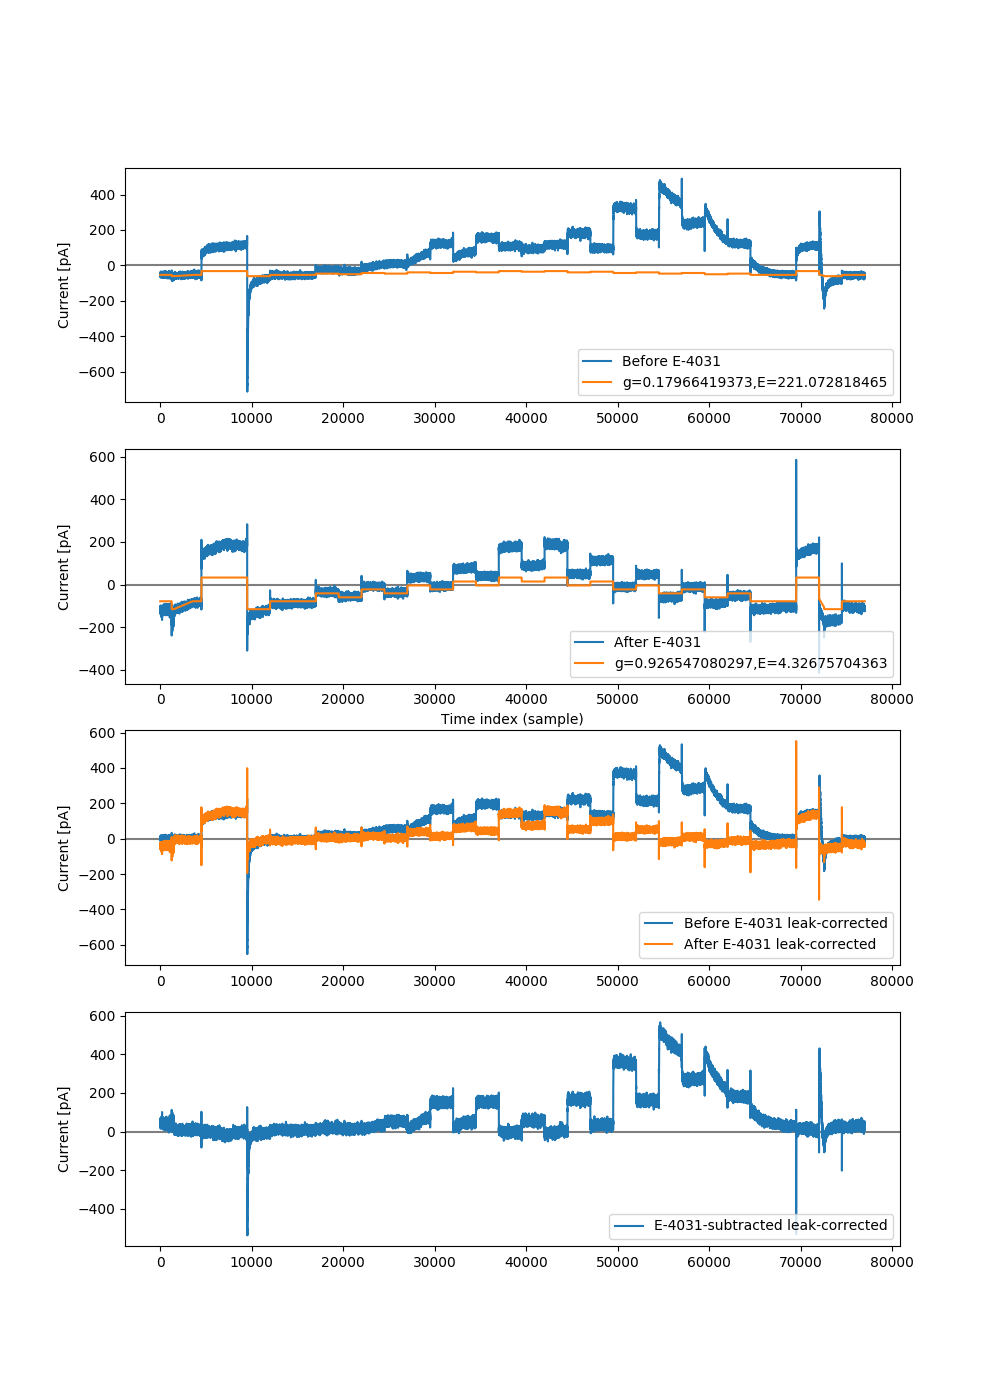 400
200
0
−200
−400
−600
Current [pA]
Before E-4031
g=0.17966419373,E=221.072818465
0 10000 20000 30000 40000 50000 60000 70000 80000
600
400
200
0
−200
−400
Current [pA]
After E-4031
g=0.926547080297,E=4.32675704363
0 10000 20000 30000 40000 50000 60000 70000 80000
Time index (sample)
600
400
200
0
−200
−400
−600
Current [pA]
Before E-4031 leak-corrected
After E-4031 leak-corrected
0 10000 20000 30000 40000 50000 60000 70000 80000
600
400
200
0
−200
−400
Current [pA]
E-4031-subtracted leak-corrected
0 10000 20000 30000 40000 50000 60000 70000 80000